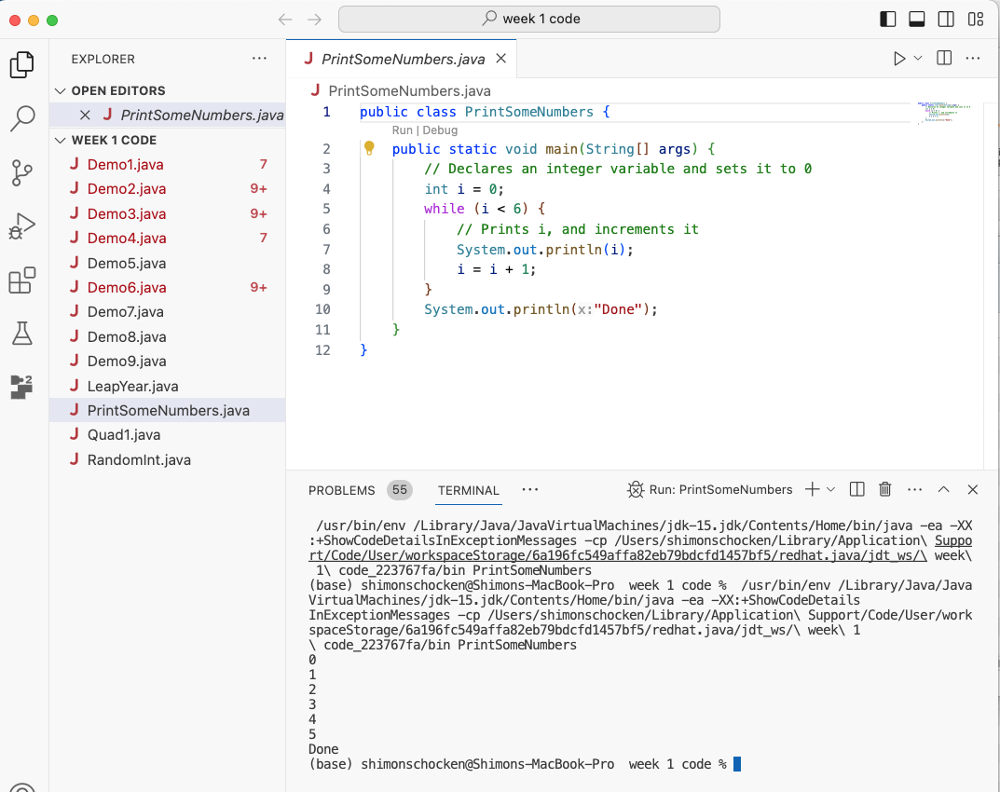 week 1 code
EXPLORER
OPEN EDITORS
J PrintSomeNumbers.java
WEEK 1 CODE
J Demo1.java 7
J Demo2.java 9+
J Demo3.java 9+
J Demo4.java 7
J Demo5.java
J Demo6.java 9+
J Demo7.java
J Demo8.java
J Demo9.java
J LeapYear.java
J PrintSomeNumbers.java
J Quad1.java
J RandomInt.java
2
J PrintSomeNumbers.java
J PrintSomeNumbers.java
1 public class PrintSomeNumbers {
Run | Debug
2 public static void main(String[] args) {
3 // Declares an integer variable and sets it to 0
4 int i = 0;
5 while (i < 6) {
6 // Prints i, and increments it
7 System.out.println(i);
8 i = i + 1;
9 }
10 System.out.println(x:"Done");
11 }
12 }
PROBLEMS 55 TERMINAL ··· Run: PrintSomeNumbers
/usr/bin/env /Library/Java/JavaVirtualMachines/jdk-15.jdk/Contents/Home/bin/java -ea -XX
:+ShowCodeDetailsInExceptionMessages -cp /Users/shimonschocken/Library/Application\ Suppo
rt/Code/User/workspaceStorage/6a196fc549affa82eb79bdcfd1457bf5/redhat.java/jdt_ws/\ week\
1\ code_223767fa/bin PrintSomeNumbers
(base) shimonschocken@Shimons-MacBook-Pro week 1 code % /usr/bin/env /Library/Java/Java
VirtualMachines/jdk-15.jdk/Contents/Home/bin/java -ea -XX:+ShowCodeDetails
InExceptionMessages -cp /Users/shimonschocken/Library/Application\ Support/Code/User/work
spaceStorage/6a196fc549affa82eb79bdcfd1457bf5/redhat.java/jdt_ws/\ week\ 1
\ code_223767fa/bin PrintSomeNumbers
0
1
2
3
4
5
Done
(base) shimonschocken@Shimons-MacBook-Pro week 1 code %